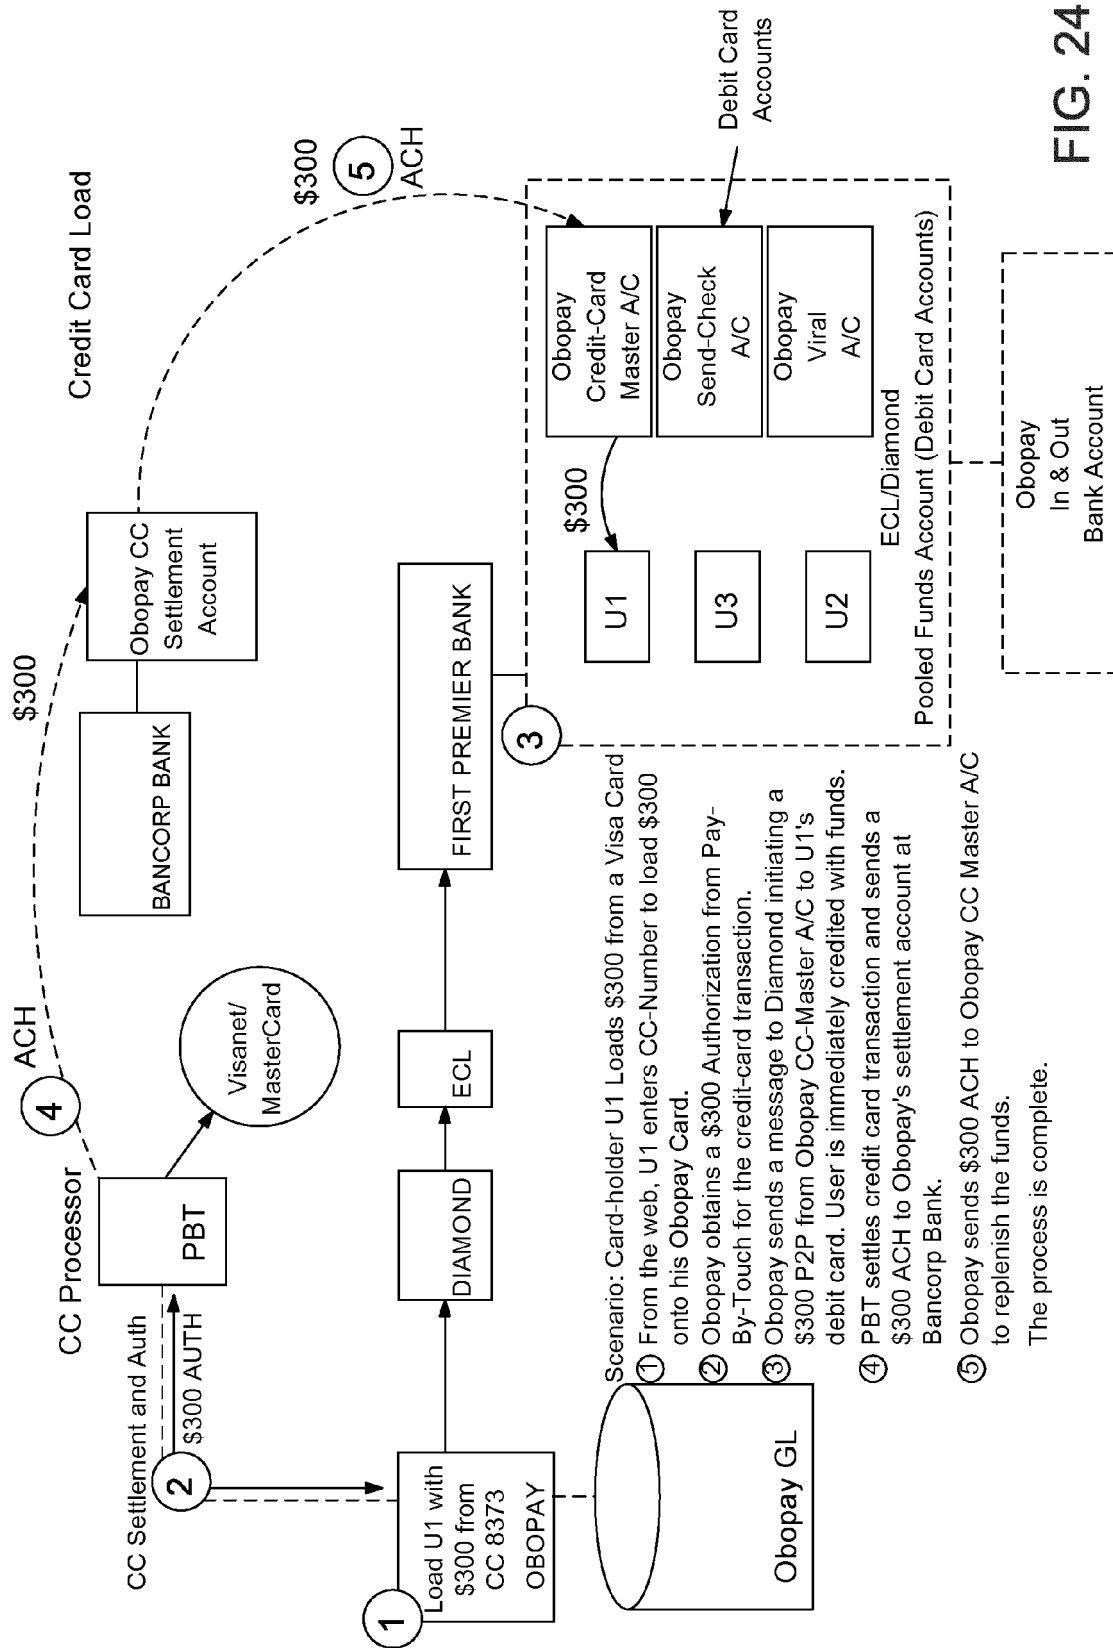 Credit Card Load
CC Settlement and Auth
2
$300 AUTH
CC Processor
PBT
4
ACH
$300
Visanet/
MasterCard
BANCORP BANK
Obopay CC
Settlement
Account
$300
5
ACH
1
Load U1 with
$300 from
CC 8373
OBOPAY
DIAMOND
ECL
FIRST PREMIER BANK
3
Obopay GL
U1
U3
U2
$300
Obopay
Credit-Card
Master A/C
Obopay
Send-Check
A/C
Obopay
Viral
A/C
Debit Card
Accounts
ECL/Diamond
Pooled Funds Account (Debit Card Accounts)
Obopay
In & Out
Bank Account
Scenario: Card-holder U1 Loads $300 from a Visa Card
1 From the web, U1 enters CC-Number to load $300
onto his Obopay Card.
2 Obopay obtains a $300 Authorization from Pay-
By-Touch for the credit-card transaction.
3 Obopay sends a message to Diamond initiating a
$300 P2P from Obopay CC-Master A/C to U1's
debit card. User is immediately credited with funds.
4 PBT settles credit card transaction and sends a
$300 ACH to Obopay's settlement account at
Bancorp Bank.
5 Obopay sends $300 ACH to Obopay CC Master A/C
to replenish the funds.
The process is complete.
FIG. 24